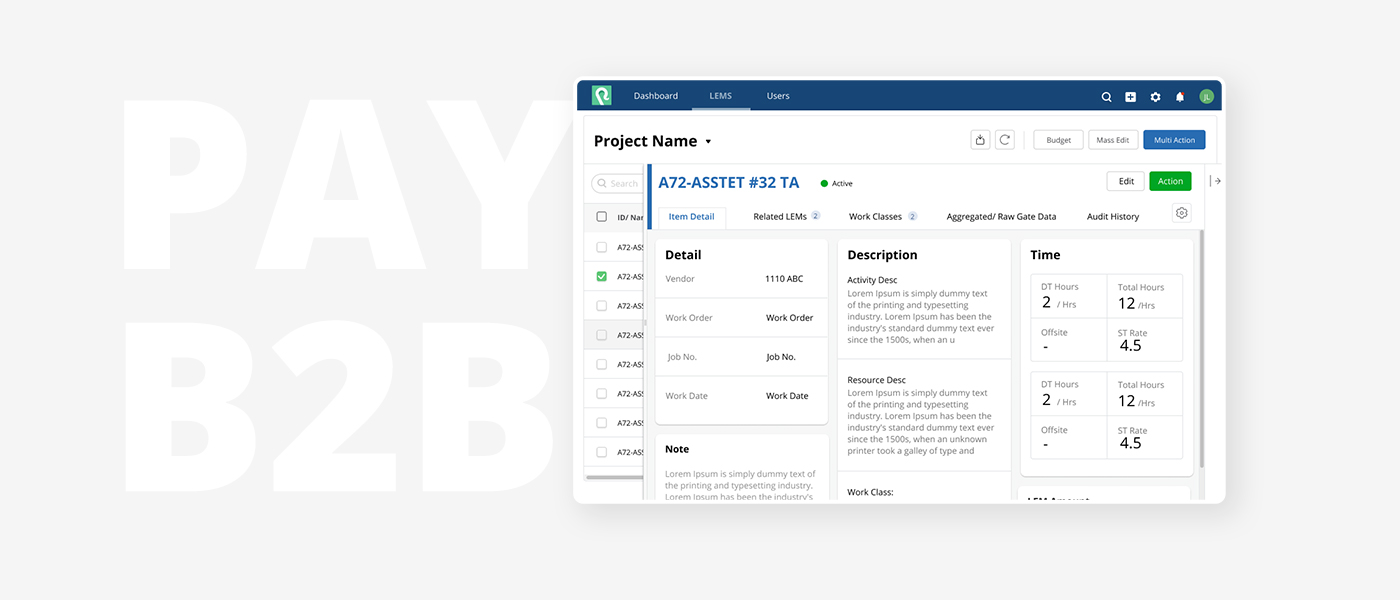 PAY
B2B
Dashboard LEMS Users
JL
Project Name
Budget Mass Edit Multi Action
Search
A72-ASSTET #32 TA Active
Edit Action
Item Detail Related LEMs 2 Work Classes 2 Aggregated/ Raw Gate Data Audit History
ID/ Nar
A72-ASS
A72-ASS
A72-ASS
A72-ASS
A72-ASS
A72-ASS
A72-ASS
A72-ASS
Detail
Vendor 1110 ABC
Work Order Work Order
Job No. Job No.
Work Date Work Date
Note
Lorem Ipsum is simply dummy text of
the printing and typesetting industry.
Lorem Ipsum has been the industry's
Description
Activity Desc
Lorem Ipsum is simply dummy text
of the printing and typesetting
industry. Lorem Ipsum has been the
industry's standard dummy text ever
since the 1500s, when an u
Resource Desc
Lorem Ipsum is simply dummy text
of the printing and typesetting
industry. Lorem Ipsum has been the
industry's standard dummy text ever
since the 1500s, when an unknown
printer took a galley of type and
Work Class:
Time
DT Hours Total Hours
2 / Hrs 12 /Hrs
Offsite ST Rate
- 4.5
DT Hours Total Hours
2 / Hrs 12 /Hrs
Offsite ST Rate
- 4.5
LEM Amount